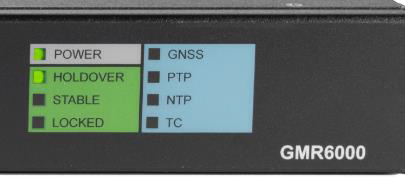 POWER
HOLDOVER
STABLE
LOCKED
GNSS
PTP
NTP
TC
GMR6000